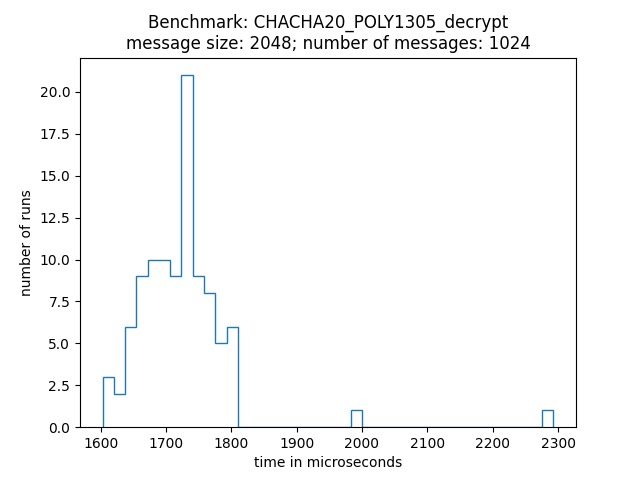 Benchmark: CHACHA20_POLY1305_decrypt
message size: 2048; number of messages: 1024
20.0
17.5
15.0
12.5
10.0
7.5
5.0
2.5
0.0
number of runs
1600 1700 1800 1900 2000 2100 2200 2300
time in microseconds